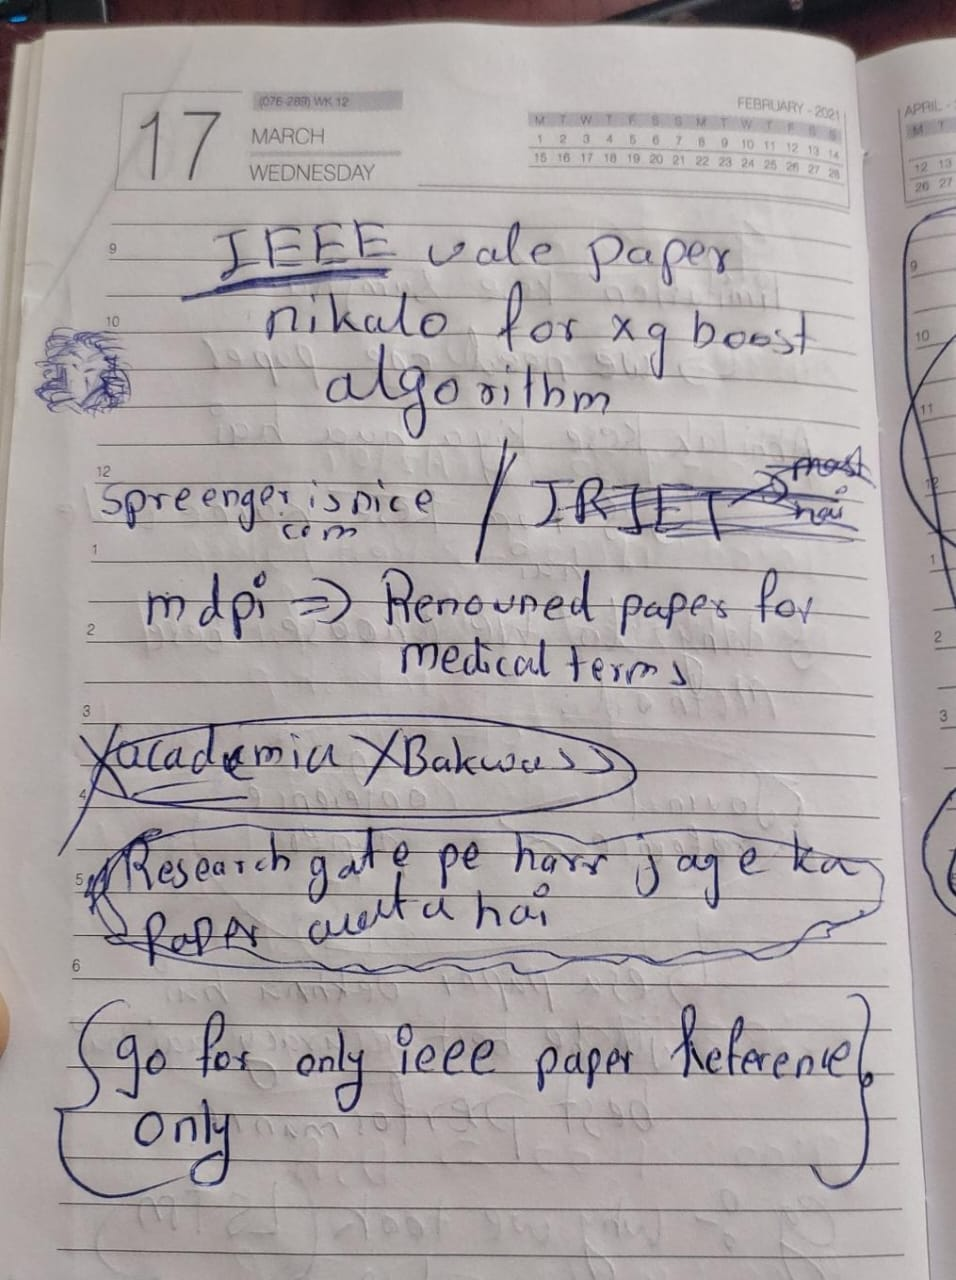 (076-289) WK 12
17
MARCH
WEDNESDAY
FEBRUARY - 2021
M T W T F S S M T W T F S S
1 2 3 4 5 6 7 8 9 10 11 12 13 14
15 16 17 18 19 20 21 22 23 24 25 26 27 28
APRIL -
M T
12 13
26 27
9
IEEE vale paper
10
nikalo for xg boost
algorithm
12
Spreenger is nice / IRJET most
com hai
1
mdpi => Renowned paper for
2
medical terms
3
Xacademia XBakwass
4
5
Research gate pe harr jage ka
Paper aata hai
6
{go for only ieee paper Reference}
only
9
10
11
12
1
2
3